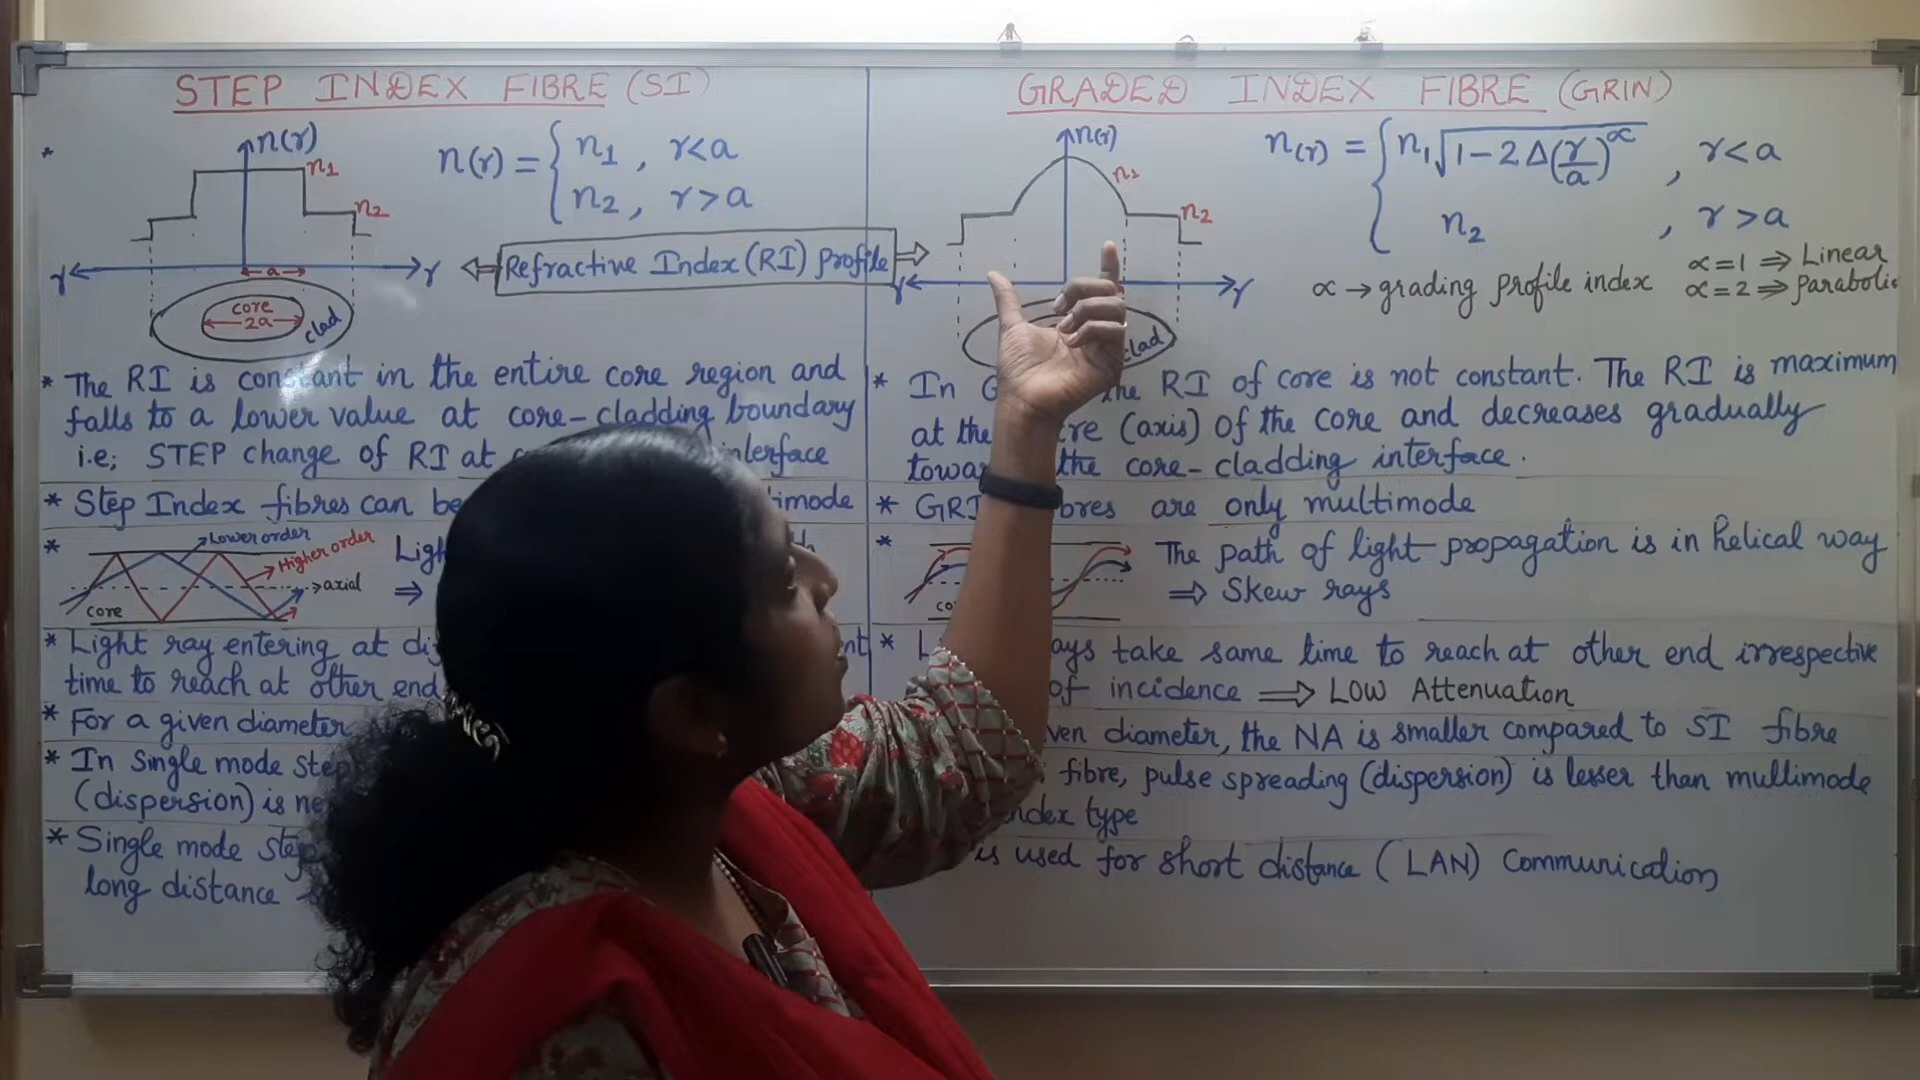 STEP INDEX FIBRE (SI)
* n(r)
n1
n2
r
r
a
core
2a
clad
n(r) = { n1 , r<a
n2 , r>a
Refractive Index (RI) Profile
* The RI is constant in the entire core region and
falls to a lower value at core-cladding boundary
i.e; STEP change of RI at interface
* Step Index fibres can be
* Lower order
Higher order
axial
core
⇒
* Light ray entering at
time to reach at other end
* For a given diameter
* In Single mode
(dispersion) is
* Single mode
long distance
GRADED INDEX FIBRE (GRIN)
n(r)
n1
n2
r
r
clad
n(r) = { n1 √1-2Δ(r/a)^∝ , r<a
n2 , r>a
∝ → grading profile index
∝=1 ⇒ Linear
∝=2 ⇒ parabolic
* In the RI of core is not constant. The RI is maximum
at the (axis) of the core and decreases gradually
the core-cladding interface.
* are only multimode
* The path of light propagation is in helical way
⇒ Skew rays
* take same time to reach at other end irrespective
of incidence ⇒ LOW Attenuation
diameter, the NA is smaller compared to SI fibre
fibre, pulse spreading (dispersion) is lesser than multimode
type
is used for short distance (LAN) Communication